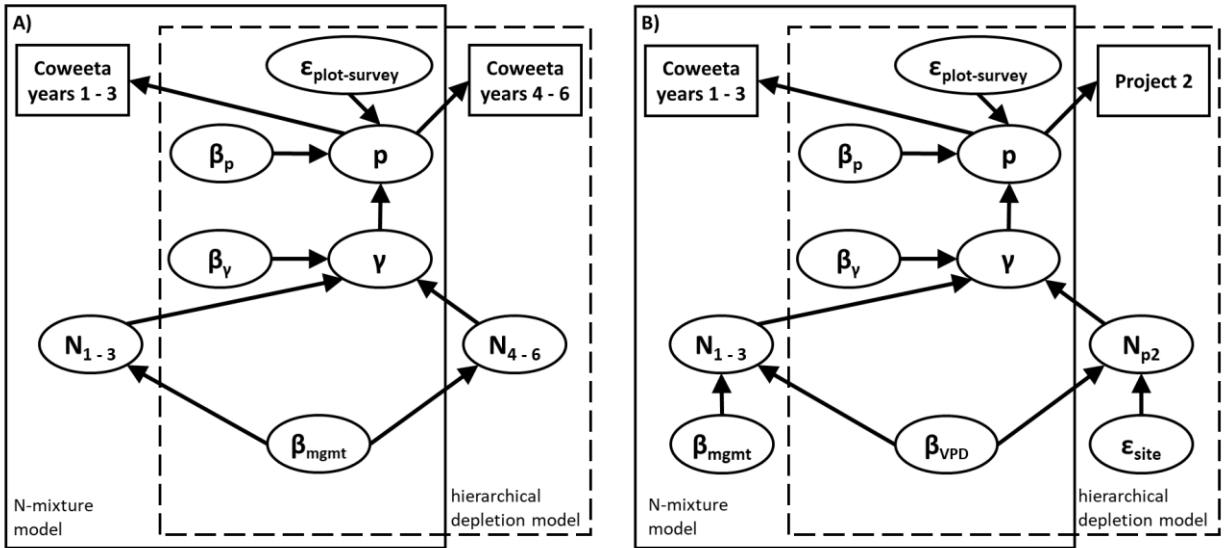 A)
Coweeta
years 1 - 3
εplot-survey
Coweeta
years 4 - 6
βp
p
βγ
γ
N1 - 3
N4 - 6
βmgmt
N-mixture
model
hierarchical
depletion model
B)
Coweeta
years 1 - 3
εplot-survey
Project 2
βp
p
βγ
γ
N1 - 3
Np2
βmgmt
βVPD
εsite
N-mixture
model
hierarchical
depletion model